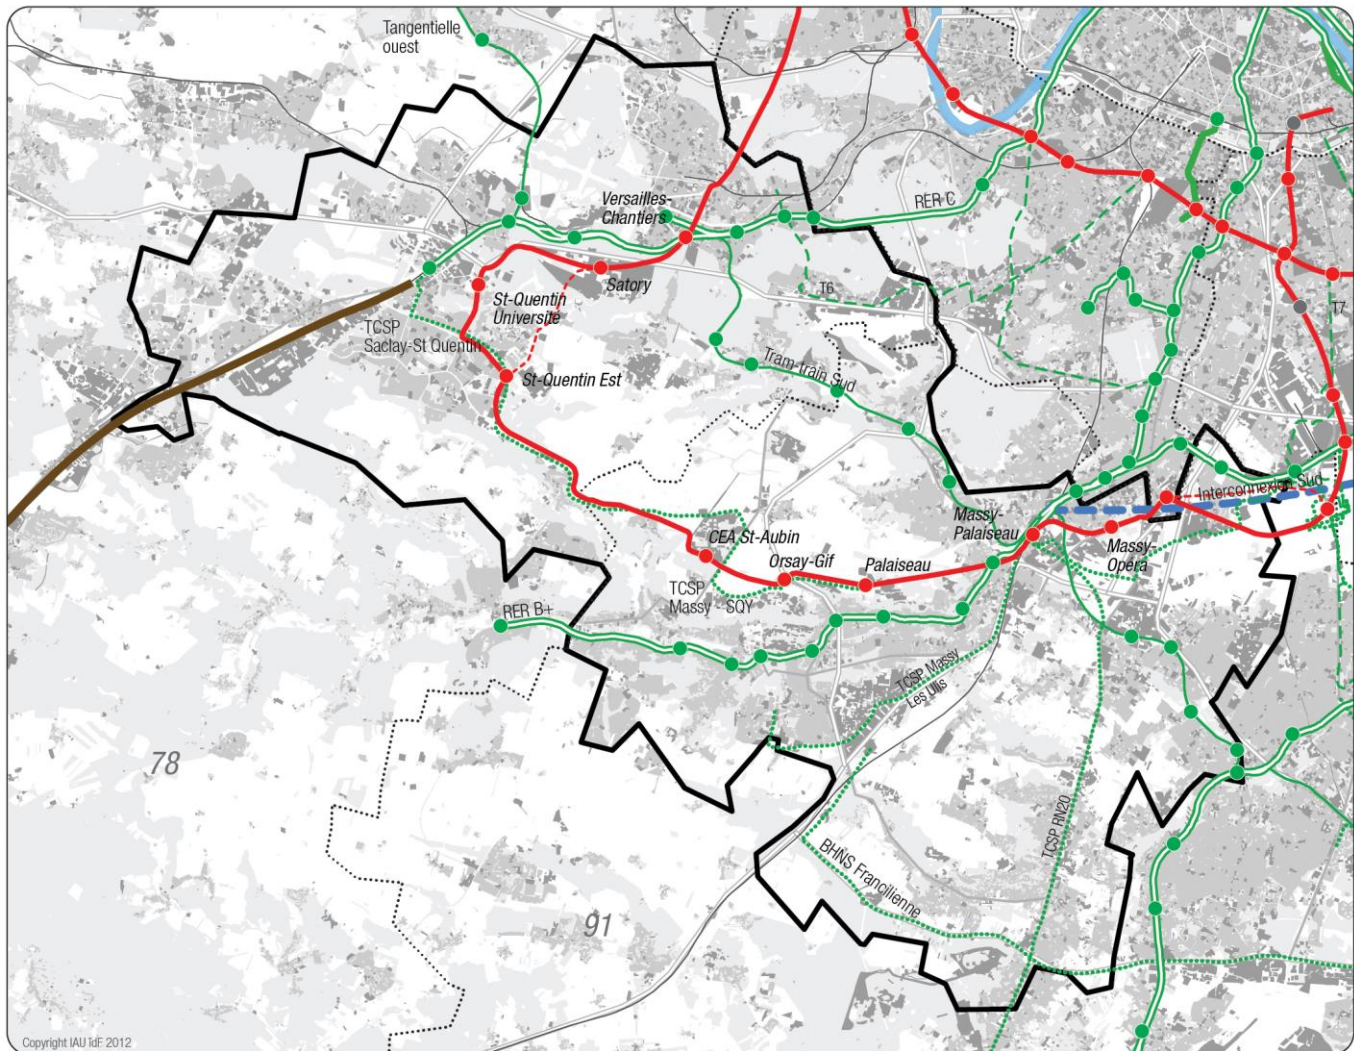 Tangentielle
ouest
Versailles-
Chantiers
RER C
Satory
St-Quentin
Université
T6
T7
TCSP
Saclay-St Quentin
St-Quentin Est
Tram-train Sud
Interconnexion Sud
Massy-
Palaiseau
Massy-
Opéra
CEA St-Aubin
Orsay-Gif
Palaiseau
TCSP
Massy - SQY
RER B+
TCSP Massy
Les Ulis
78
TCSP RN20
BHNS Francilienne
91
Copyright IAU îdF 2012